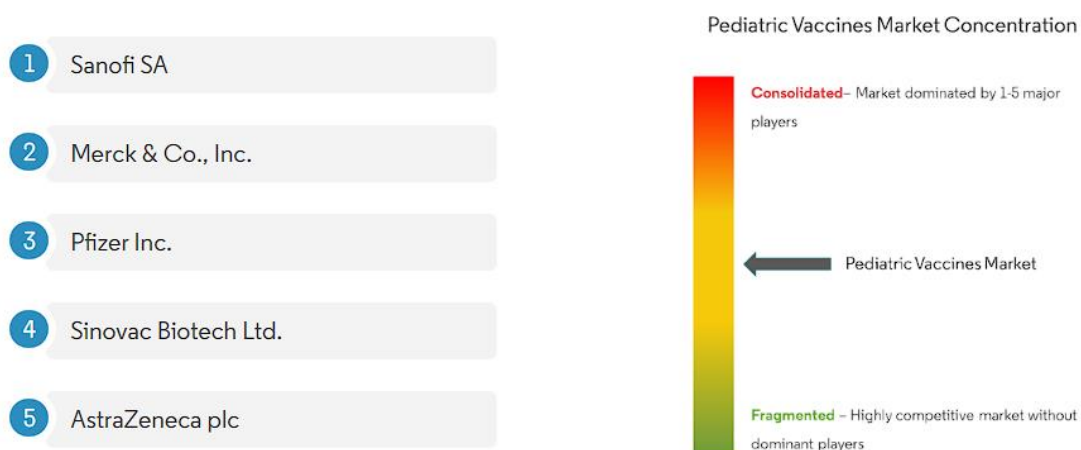 1 Sanofi SA
2 Merck & Co., Inc.
3 Pfizer Inc.
4 Sinovac Biotech Ltd.
5 AstraZeneca plc
Pediatric Vaccines Market Concentration
Consolidated– Market dominated by 1-5 major
players
Pediatric Vaccines Market
Fragmented – Highly competitive market without
dominant players